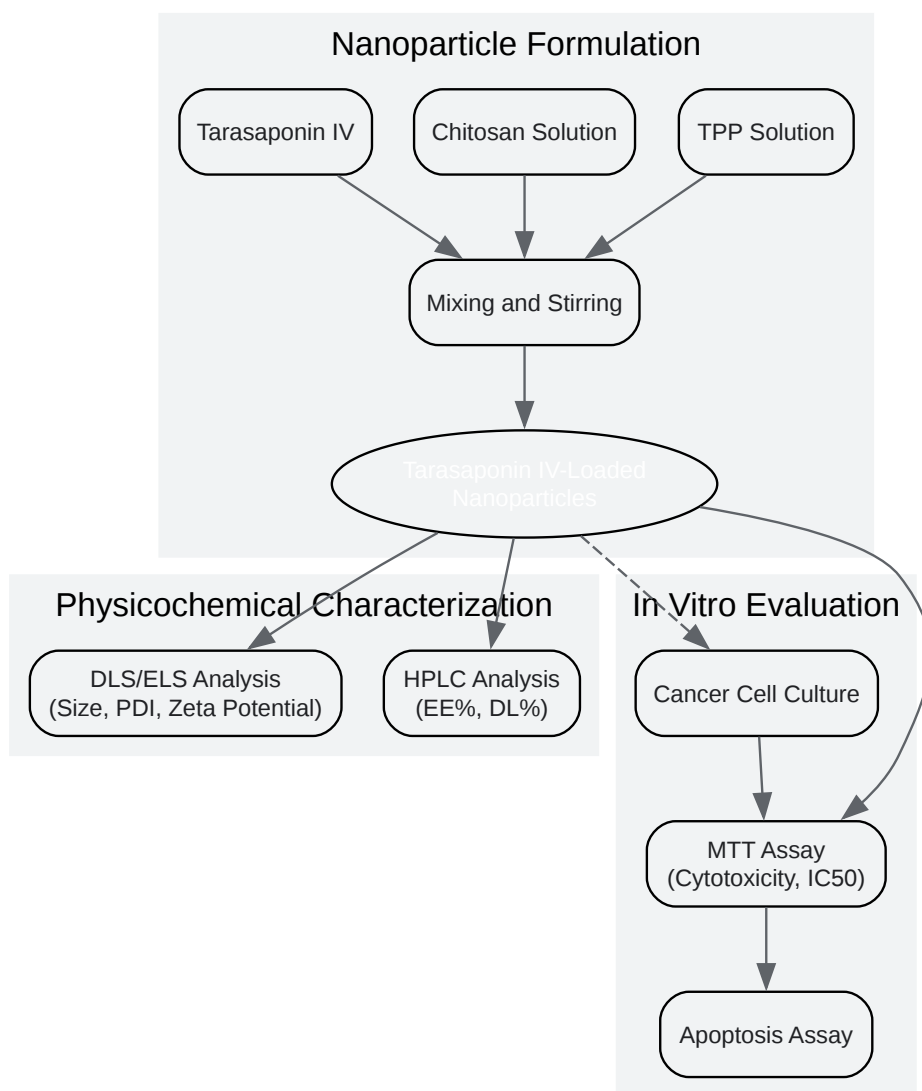 Nanoparticle Formulation
Tarasaponin IV
Chitosan Solution
TPP Solution
Mixing and Stirring
Tarasaponin IV-Loaded
Nanoparticles
Physicochemical Characterization
DLS/ELS Analysis
(Size, PDI, Zeta Potential)
HPLC Analysis
(EE%, DL%)
In Vitro Evaluation
Cancer Cell Culture
MTT Assay
(Cytotoxicity, IC50)
Apoptosis Assay